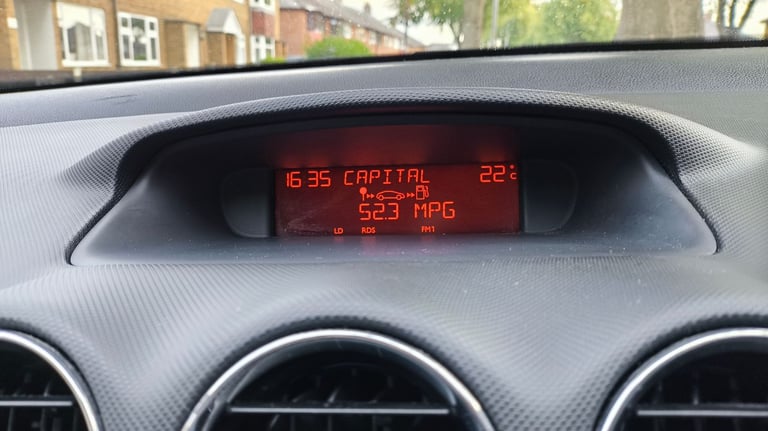 16 35 CAPITAL 22°C
52.3 MPG
LD RDS FM1